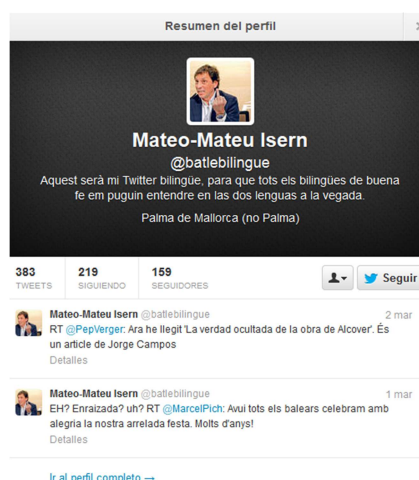 Resumen del perfil
Mateo-Mateu Isern
@batlebilingue
Aquest serà mi Twitter bilingüe, para que tots els bilingües de buena
fe em puguin entendre en las dos lenguas a la vegada.
Palma de Mallorca (no Palma)
383 219 159
TWEETS SIGUIENDO SEGUIDORES
Seguir
Mateo-Mateu Isern @batlebilingue 2 mar
RT @PepVerger: Ara he llegit 'La verdad ocultada de la obra de Alcover'. És
un article de Jorge Campos
Detalles
Mateo-Mateu Isern @batlebilingue 1 mar
EH? Enraizada? uh? RT @MarcelPich: Avui tots els balears celebram amb
alegria la nostra arrelada festa. Molts d'anys!
Detalles
Ir al perfil completo →